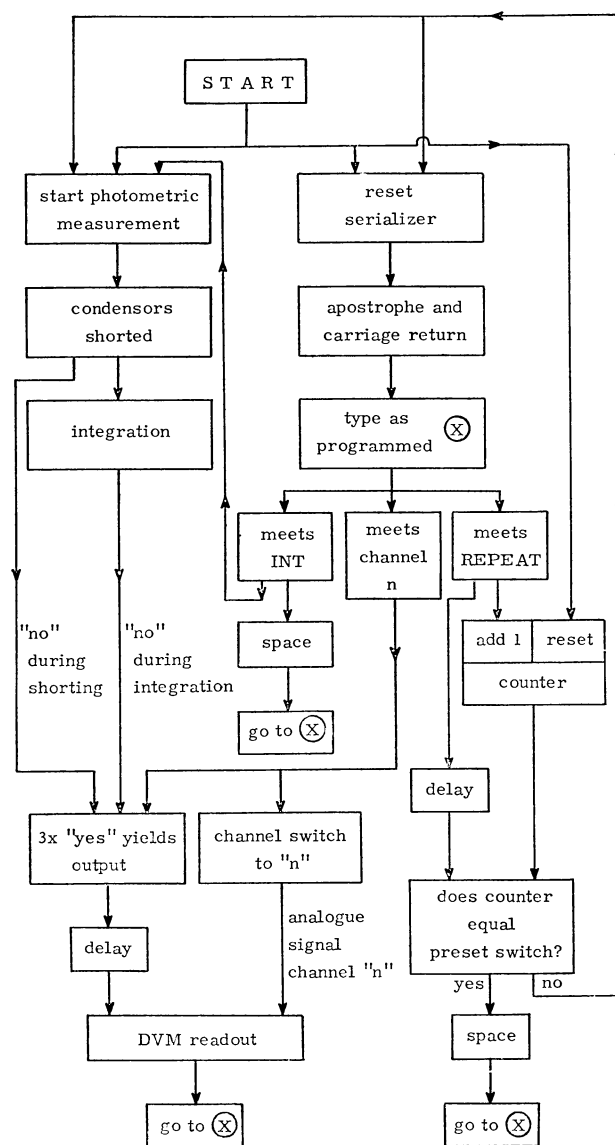 START
start photometric
measurement
reset
serializer
condensors
shorted
apostrophe and
carriage return
integration
type as
programmed X
meets
INT
meets
channel
n
meets
REPEAT
"no"
during
shorting
"no"
during
integration
space
add 1
reset
counter
go to X
delay
3x "yes" yields
output
channel switch
to "n"
does counter
equal
preset switch?
delay
analogue
signal
channel "n"
yes
no
DVM readout
space
go to X
go to X